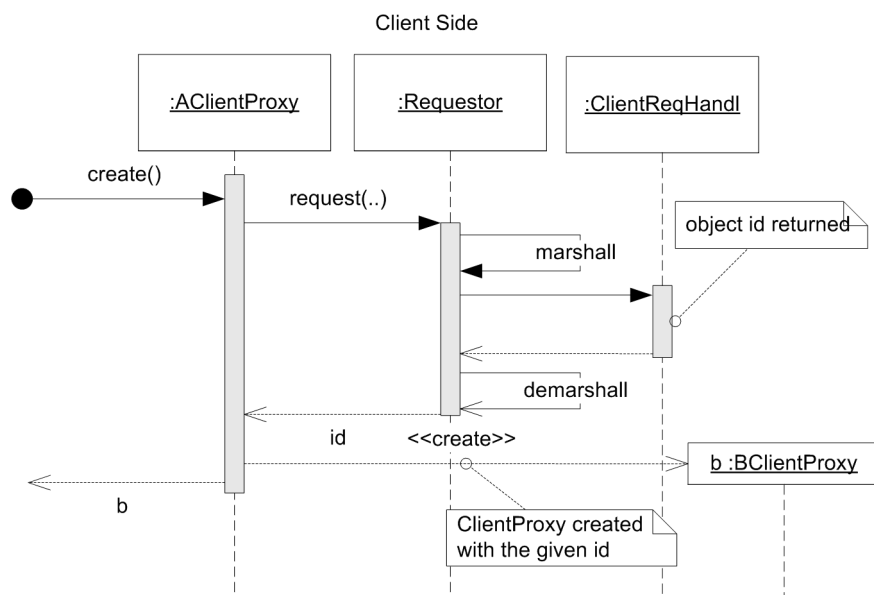 Client Side
:AClientProxy
:Requestor
:ClientReqHandl
create()
request(..)
object id returned
marshall
demarshall
id
<<create>>
b :BClientProxy
b
ClientProxy created
with the given id